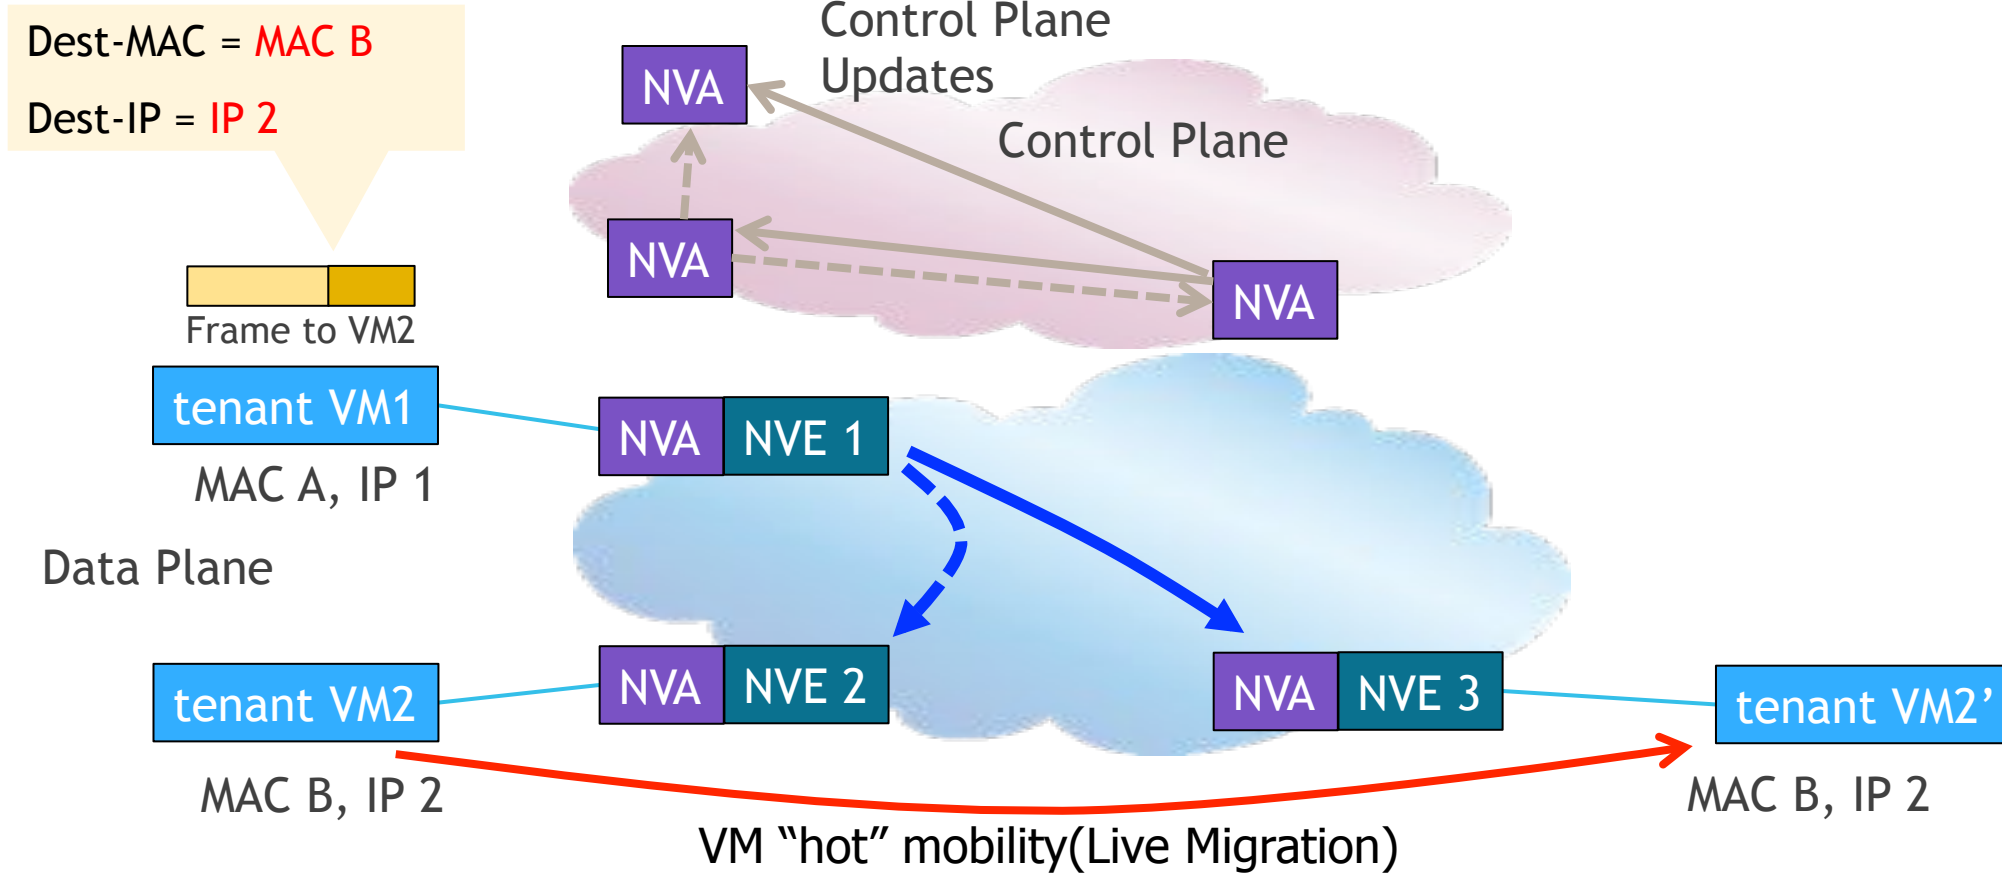 Dest-MAC = MAC B
Dest-IP = IP 2
Control Plane
Updates
NVA
Control Plane
NVA
NVA
Frame to VM2
tenant VM1
NVA
NVE 1
MAC A, IP 1
Data Plane
tenant VM2
NVA
NVE 2
NVA
NVE 3
tenant VM2’
MAC B, IP 2
MAC B, IP 2
VM “hot” mobility(Live Migration)